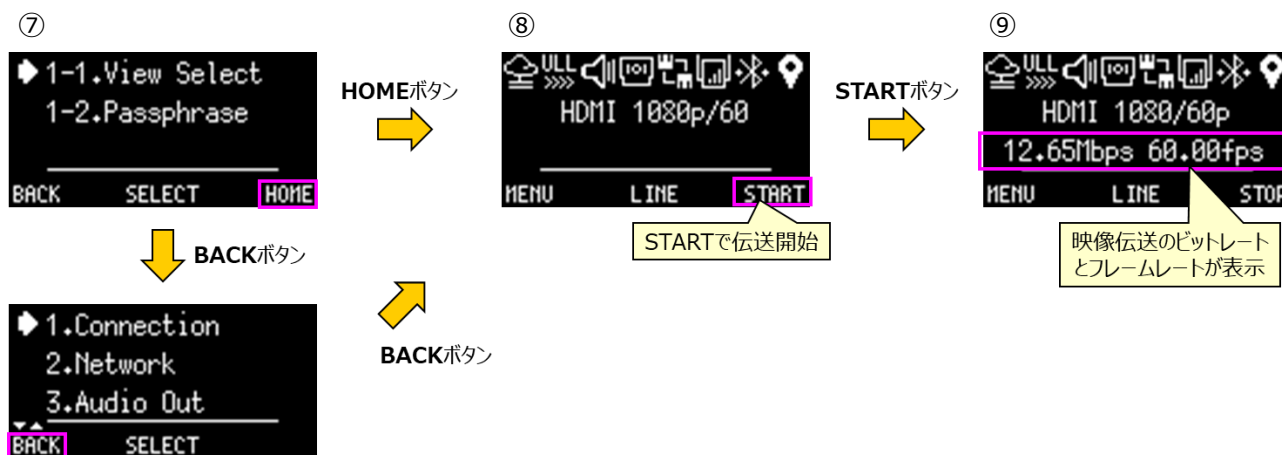 ⑦
1-1.View Select
1-2.Passphrase
BACK SELECT HOME
HOMEボタン
⑧
ULL
HDMI 1080p/60
MENU LINE START
STARTで伝送開始
STARTボタン
⑨
ULL
HDMI 1080/60p
12.65Mbps 60.00fps
MENU LINE STOP
映像伝送のビットレート
とフレームレートが表示
BACKボタン
1.Connection
2.Network
3.Audio Out
BACK SELECT
BACKボタン